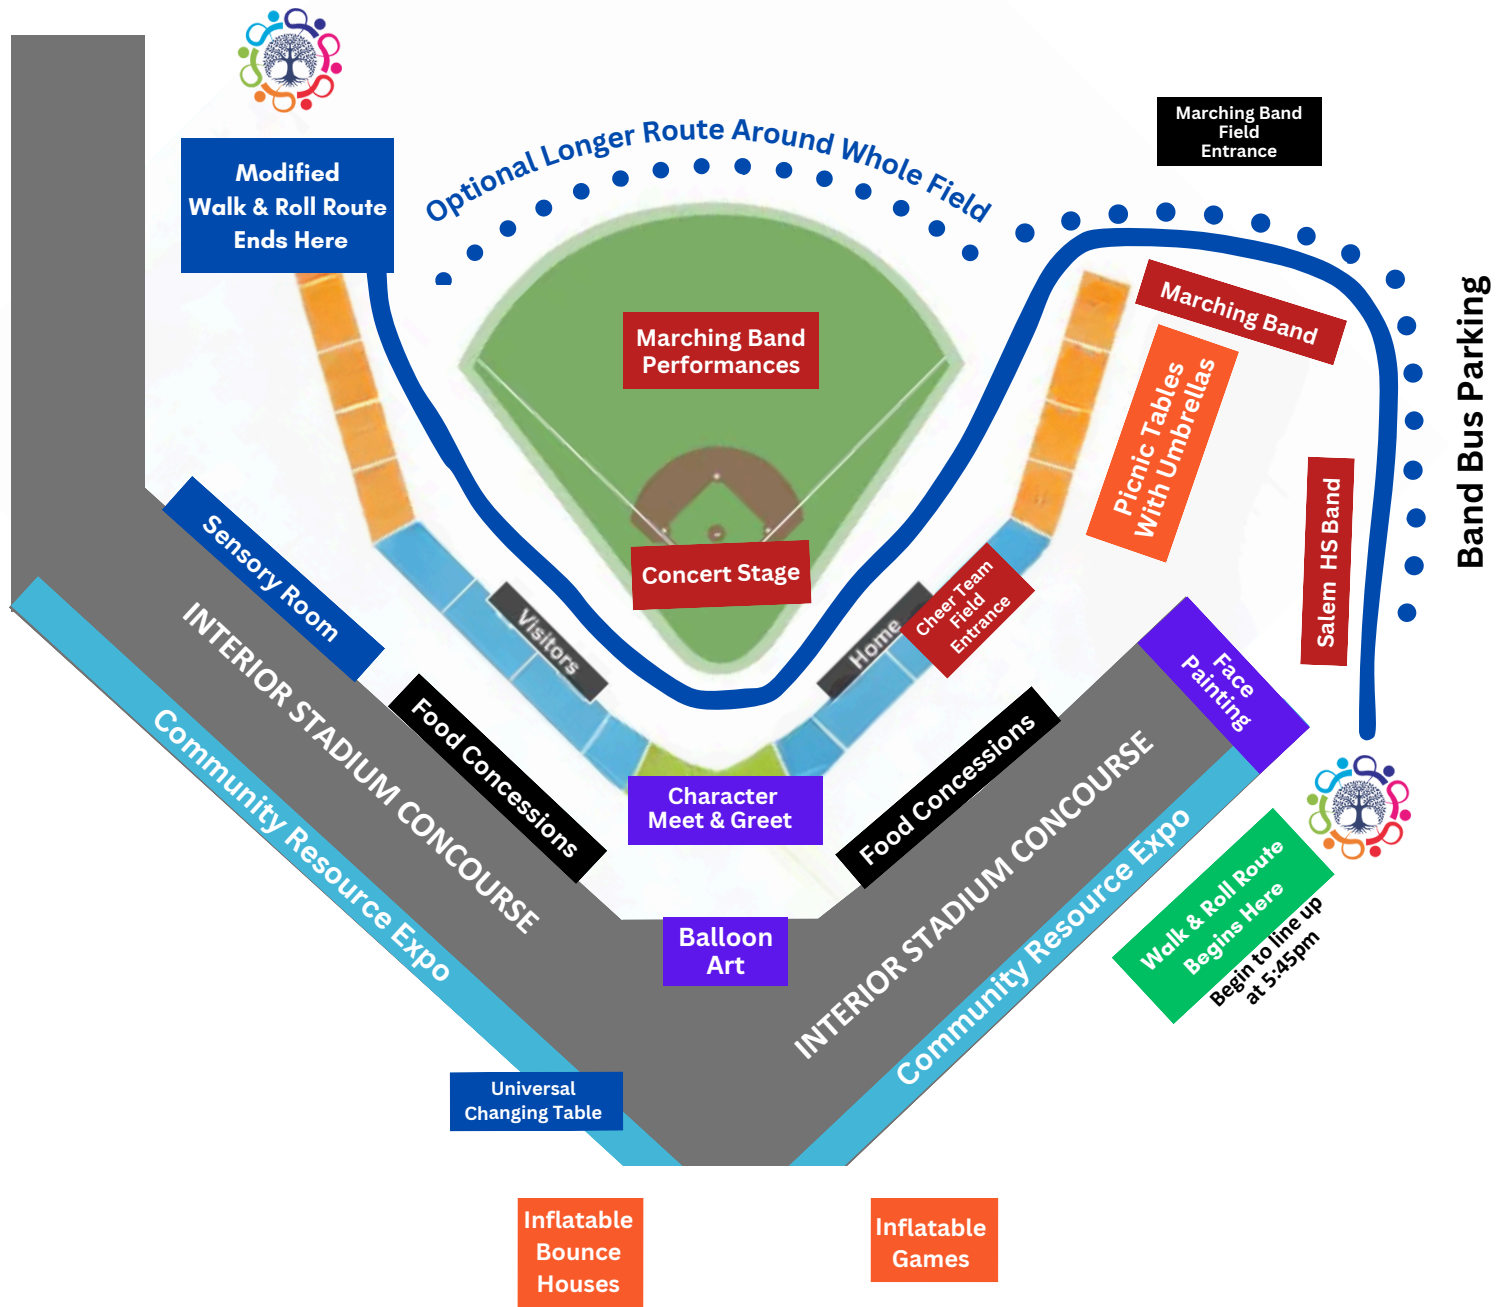 Marching Band
Field
Entrance
Optional Longer Route Around Whole Field
Modified
Walk & Roll Route
Ends Here
Marching Band
Performances
Marching Band
Band Bus Parking
Picnic Tables
With Umbrellas
Salem HS Band
Concert Stage
Sensory Room
Visitors
Home
Cheer Team
Field
Entrance
Face
Painting
INTERIOR STADIUM CONCOURSE
Community Resource Expo
Food Concessions
Character
Meet & Greet
Food Concessions
INTERIOR STADIUM CONCOURSE
Community Resource Expo
Balloon
Art
Walk & Roll Route
Begins Here
Begin to line up
at 5:45pm
Universal
Changing Table
Inflatable
Bounce
Houses
Inflatable
Games